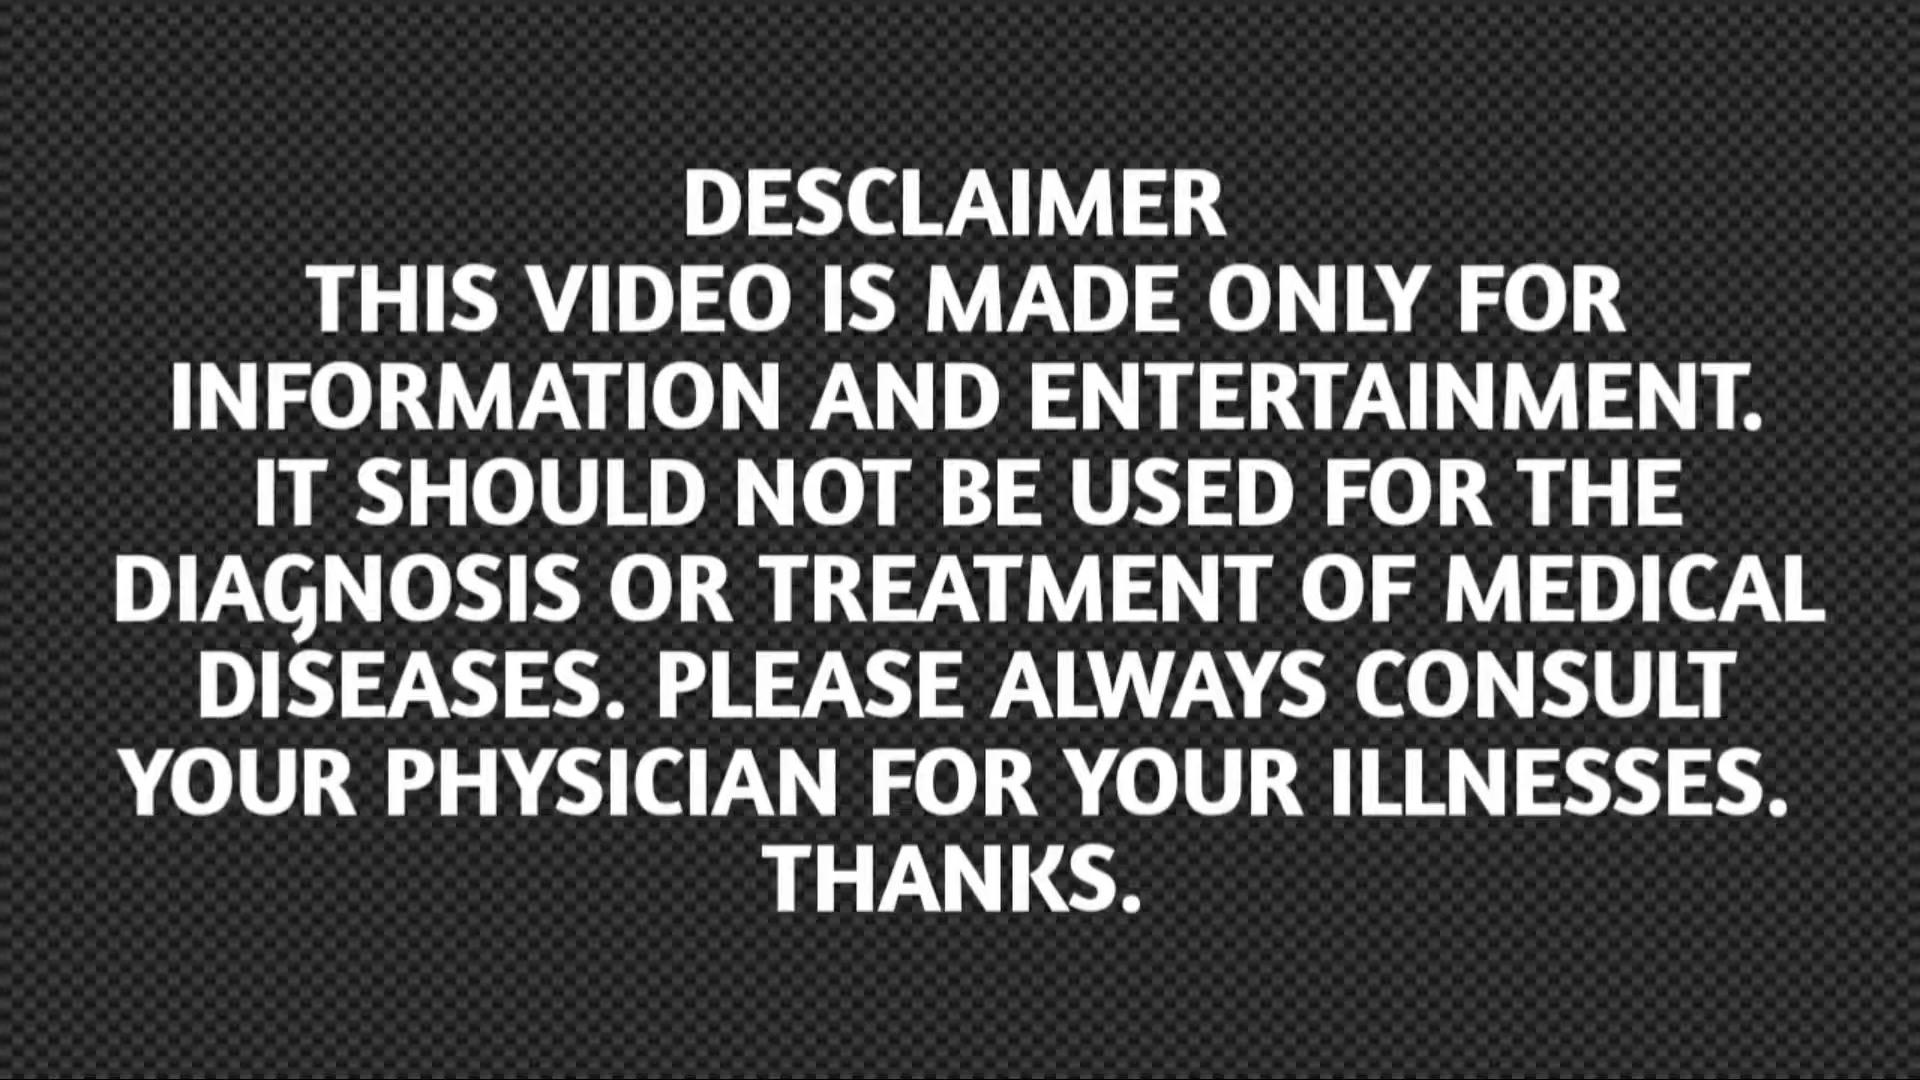 DESCLAIMER
THIS VIDEO IS MADE ONLY FOR
INFORMATION AND ENTERTAINMENT.
IT SHOULD NOT BE USED FOR THE
DIAGNOSIS OR TREATMENT OF MEDICAL
DISEASES. PLEASE ALWAYS CONSULT
YOUR PHYSICIAN FOR YOUR ILLNESSES.
THANKS.